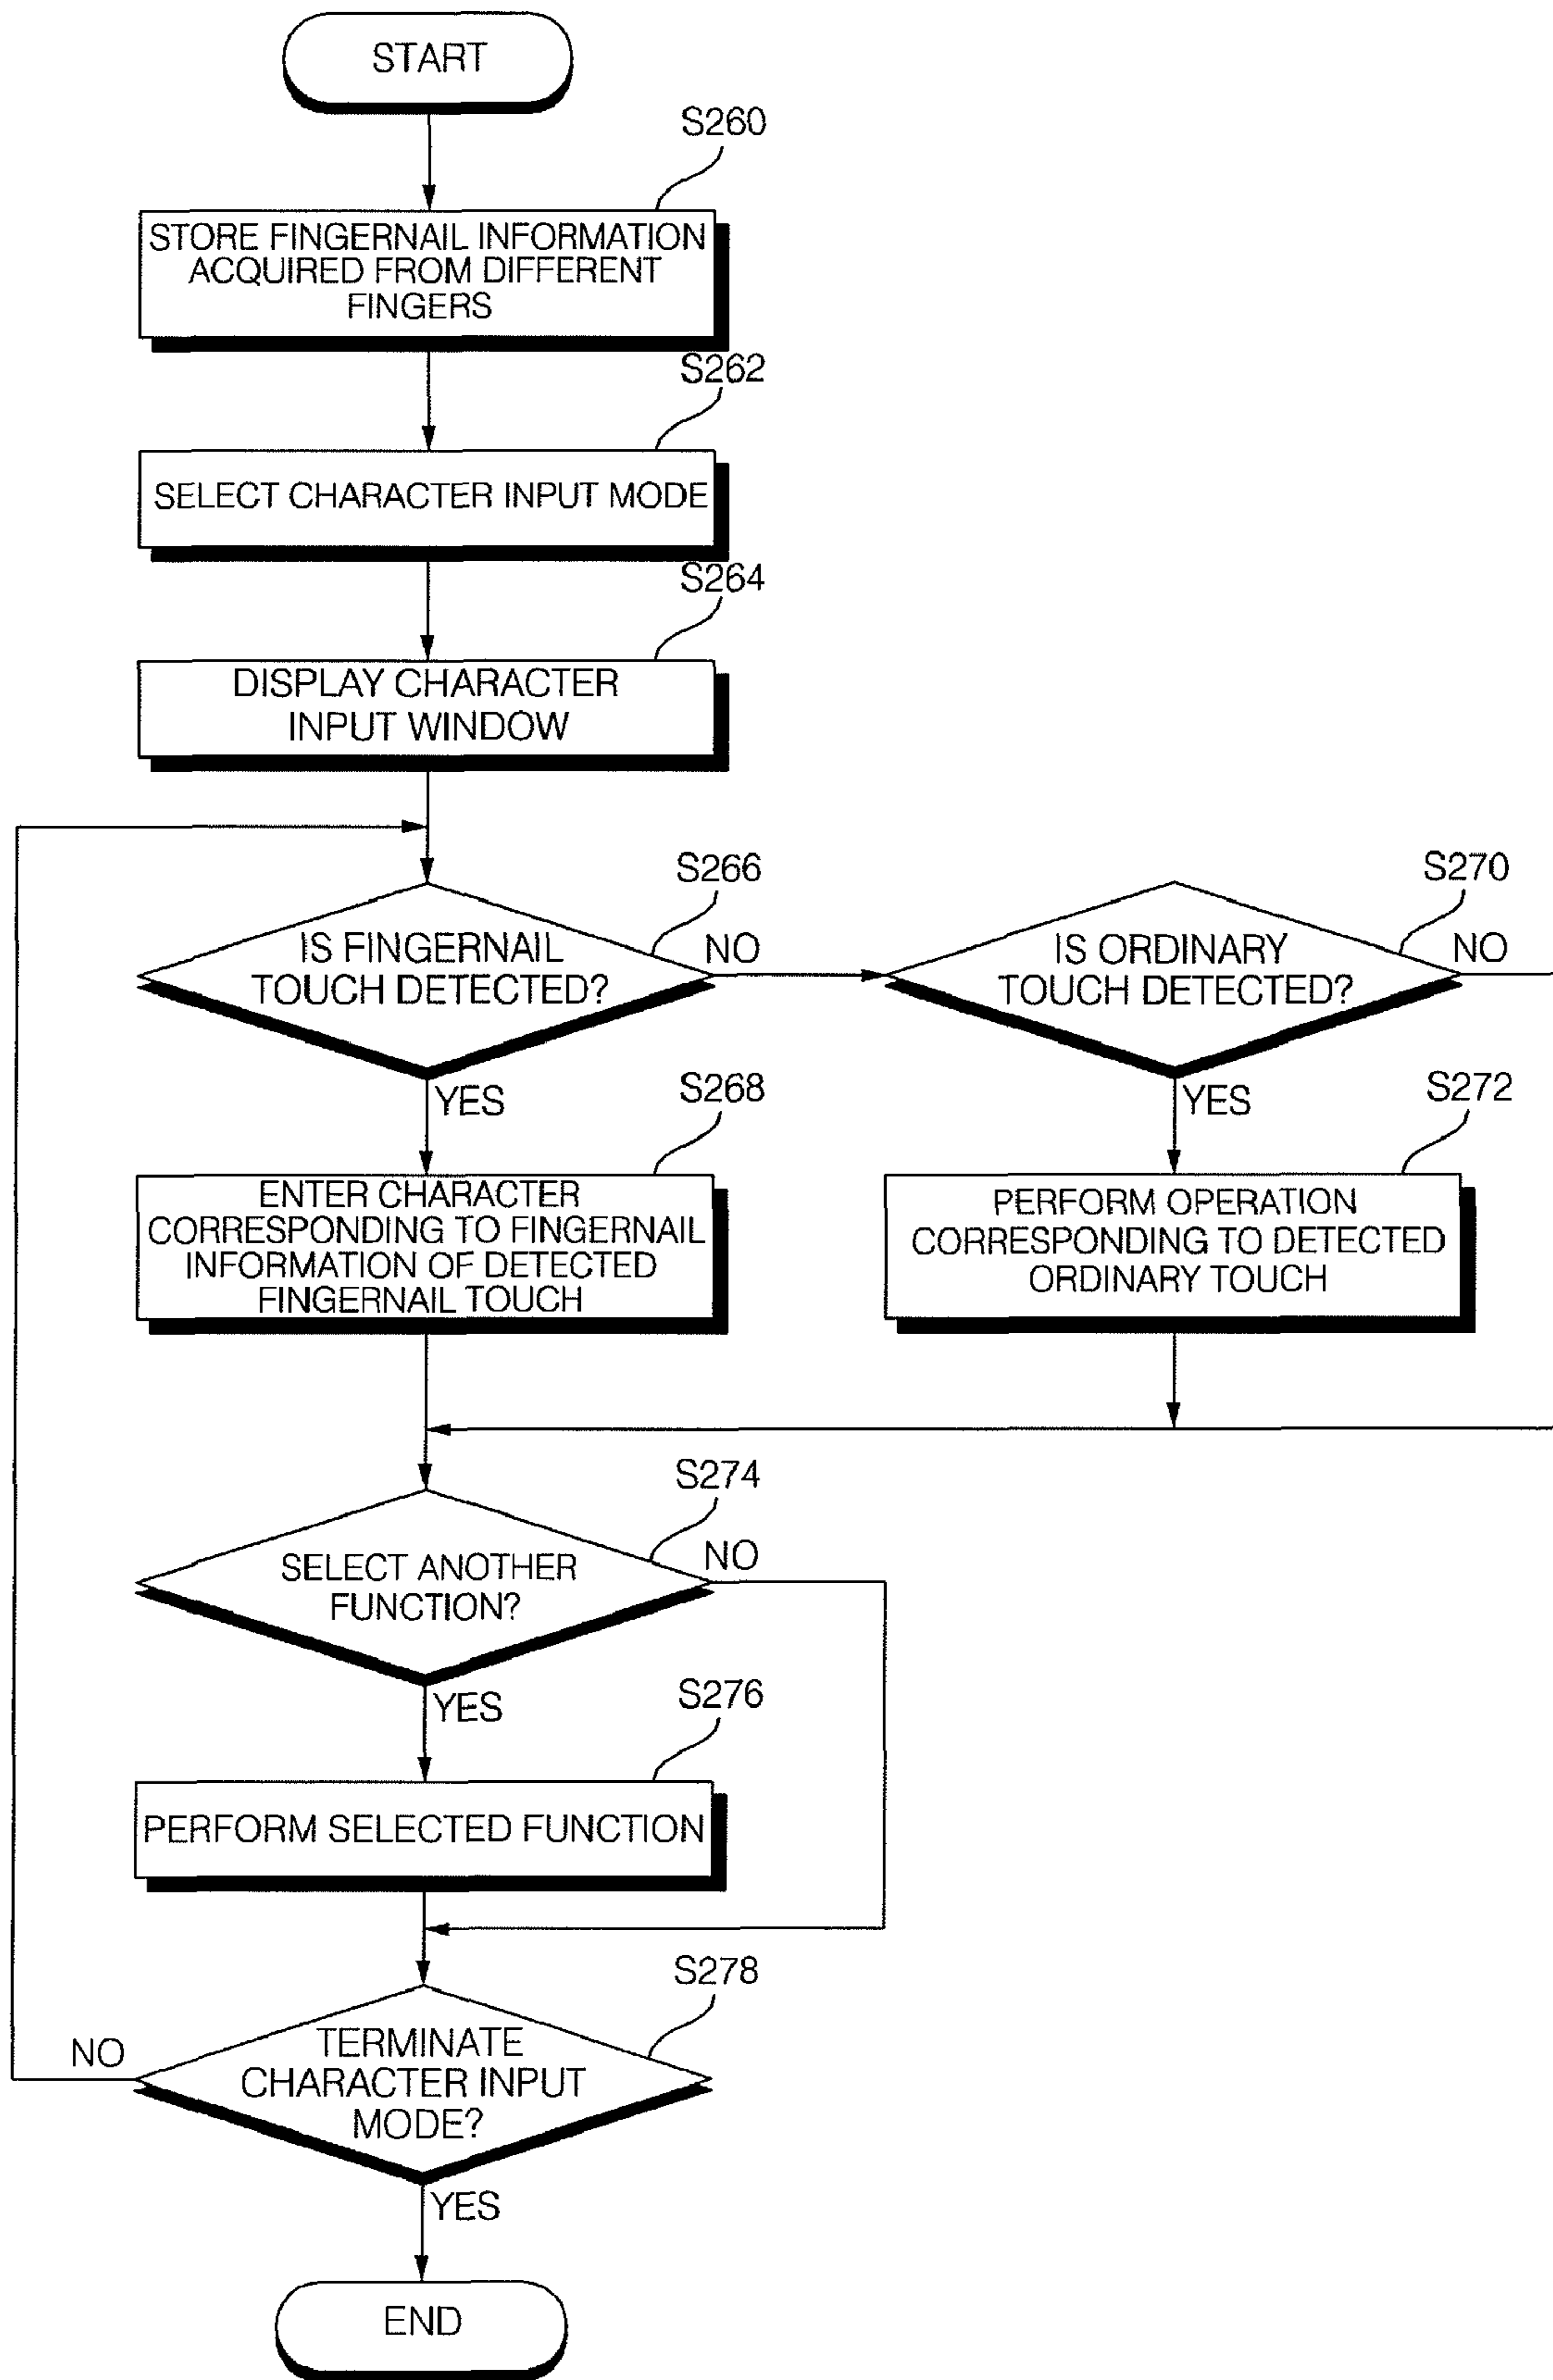 START
S260
STORE FINGERNAIL INFORMATION
ACQUIRED FROM DIFFERENT
FINGERS
S262
SELECT CHARACTER INPUT MODE
S264
DISPLAY CHARACTER
INPUT WINDOW
S266
IS FINGERNAIL
TOUCH DETECTED?
NO
S270
IS ORDINARY
TOUCH DETECTED?
NO
YES
S268
ENTER CHARACTER
CORRESPONDING TO FINGERNAIL
INFORMATION OF DETECTED
FINGERNAIL TOUCH
YES
S272
PERFORM OPERATION
CORRESPONDING TO DETECTED
ORDINARY TOUCH
S274
SELECT ANOTHER
FUNCTION?
NO
YES
S276
PERFORM SELECTED FUNCTION
S278
TERMINATE
CHARACTER INPUT
MODE?
NO
YES
END